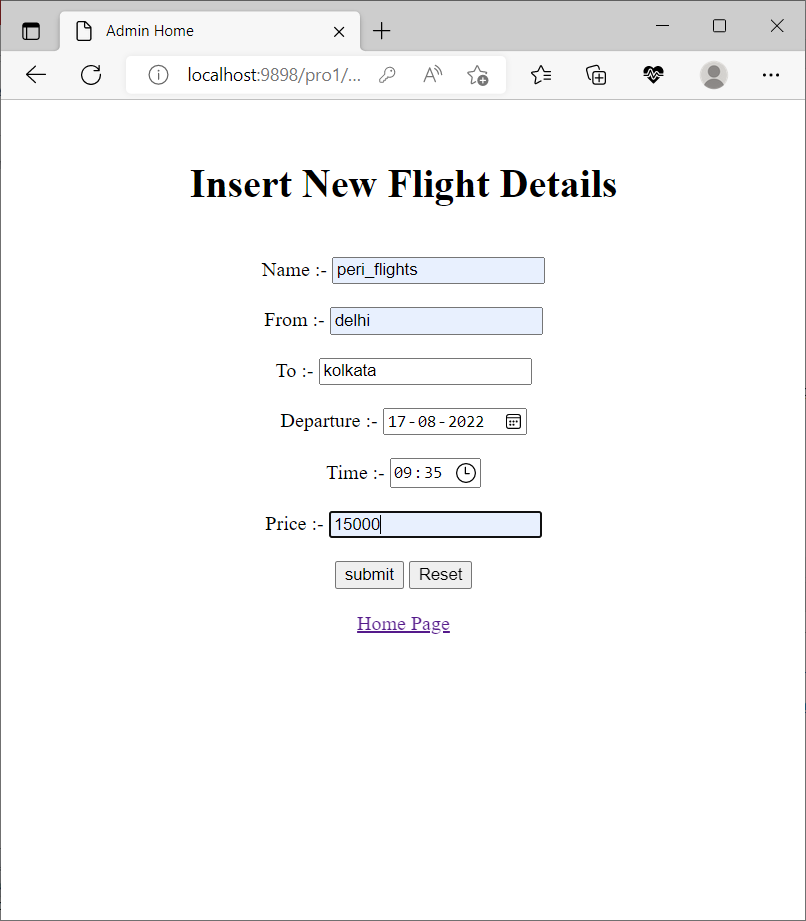 Admin Home
localhost:9898/pro1/...
Insert New Flight Details
Name :- peri_flights
From :- delhi
To :- kolkata
Departure :- 17-08-2022
Time :- 09:35
Price :- 15000
submit Reset
Home Page